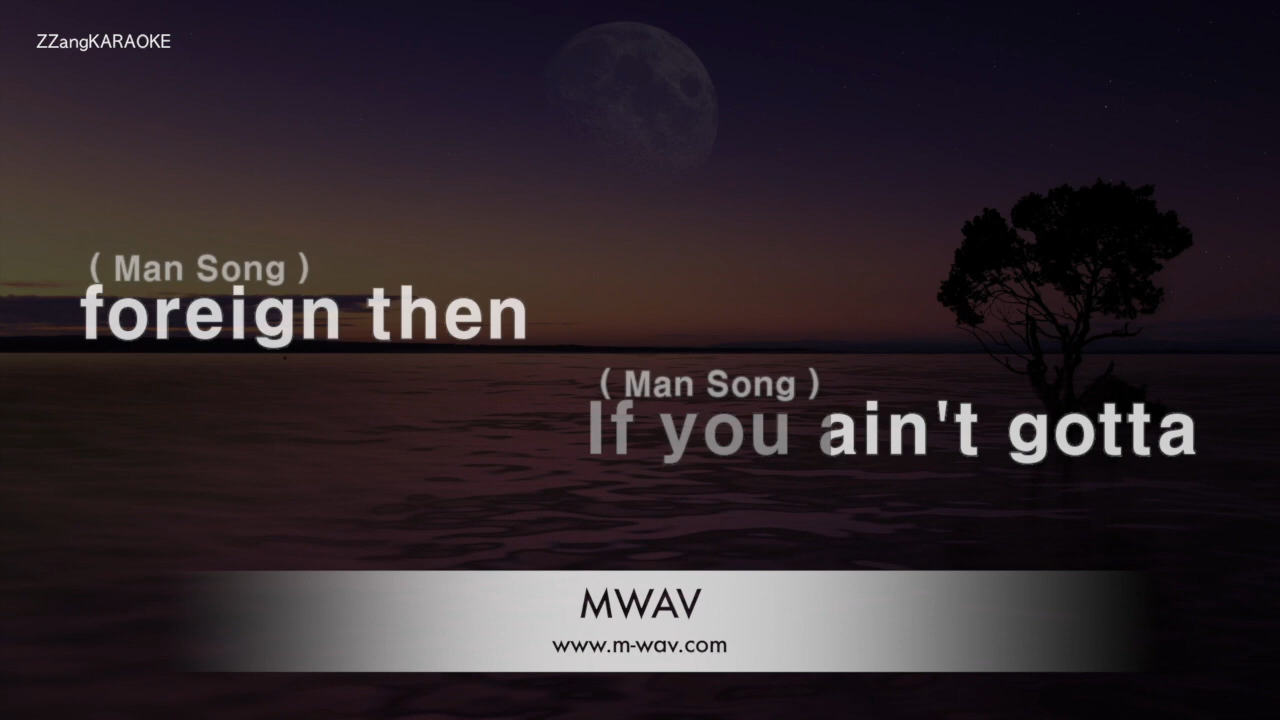 ZZangKARAOKE
( Man Song )
foreign then
( Man Song )
If you ain't gotta
MWAV
www.m-wav.com